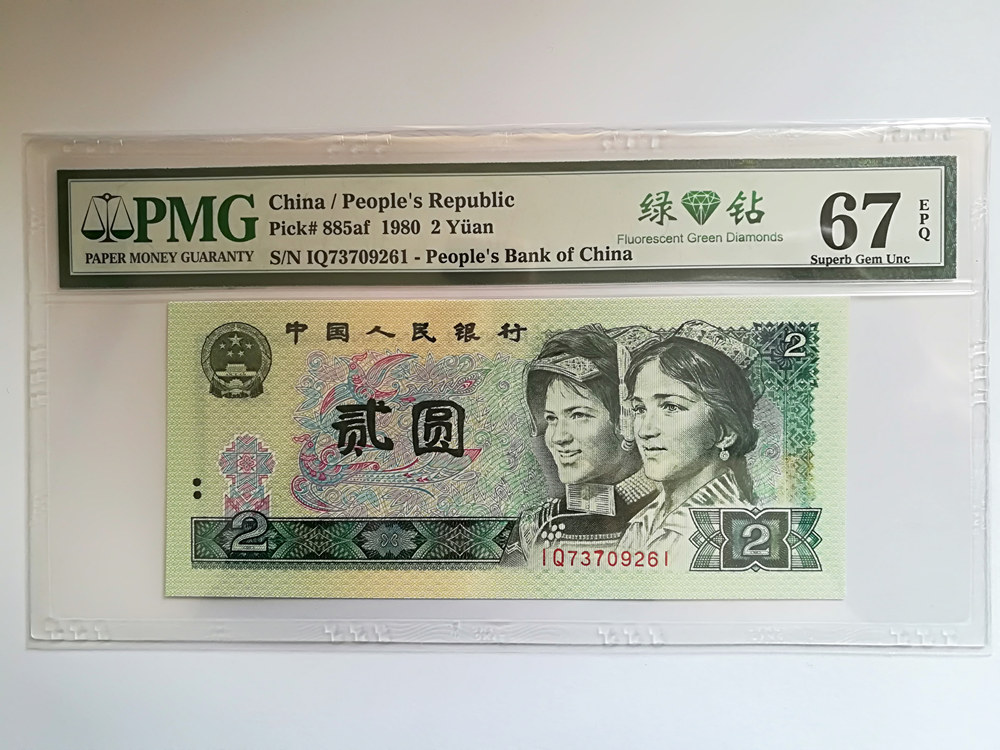 PMG
PAPER MONEY GUARANTY
China / People's Republic
Pick# 885af 1980 2 Yüan
S/N IQ73709261 - People's Bank of China
绿 钻
Fluorescent Green Diamonds
67
EPQ
Superb Gem Unc
中国人民银行
2
贰圆
2
IQ73709261
2